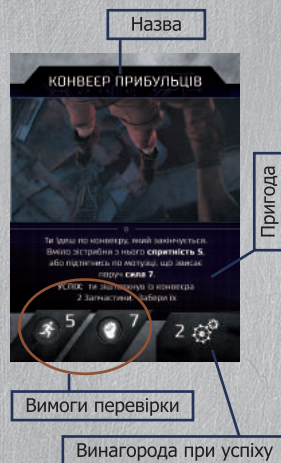 Назва
КОНВЕЄР ПРИБУЛЬЦІВ
Ти їдеш по конвеєру, який закінчується.
Вміло зістрибни з нього спритність 5,
або підтягнись по мотузці, що звисає
поруч сила 7.
УСПІХ: ти зіштовхнув із конвеєра
2 Запчастини. Забери їх
5
7
2
Пригода
Вимоги перевірки
Винагорода при успіху